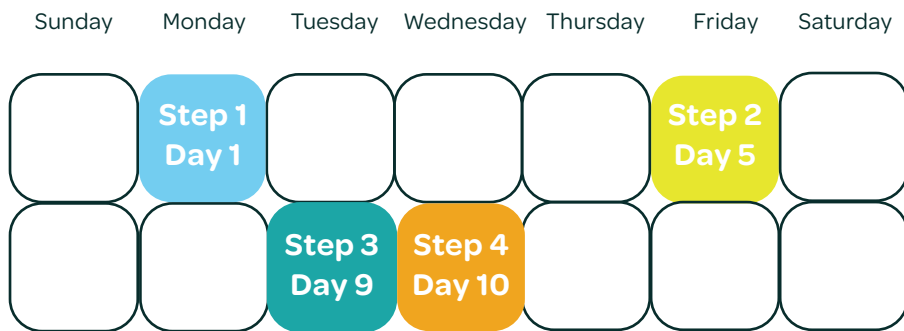 Sunday Monday Tuesday Wednesday Thursday Friday Saturday
Step 1
Day 1
Step 2
Day 5
Step 3
Day 9
Step 4
Day 10